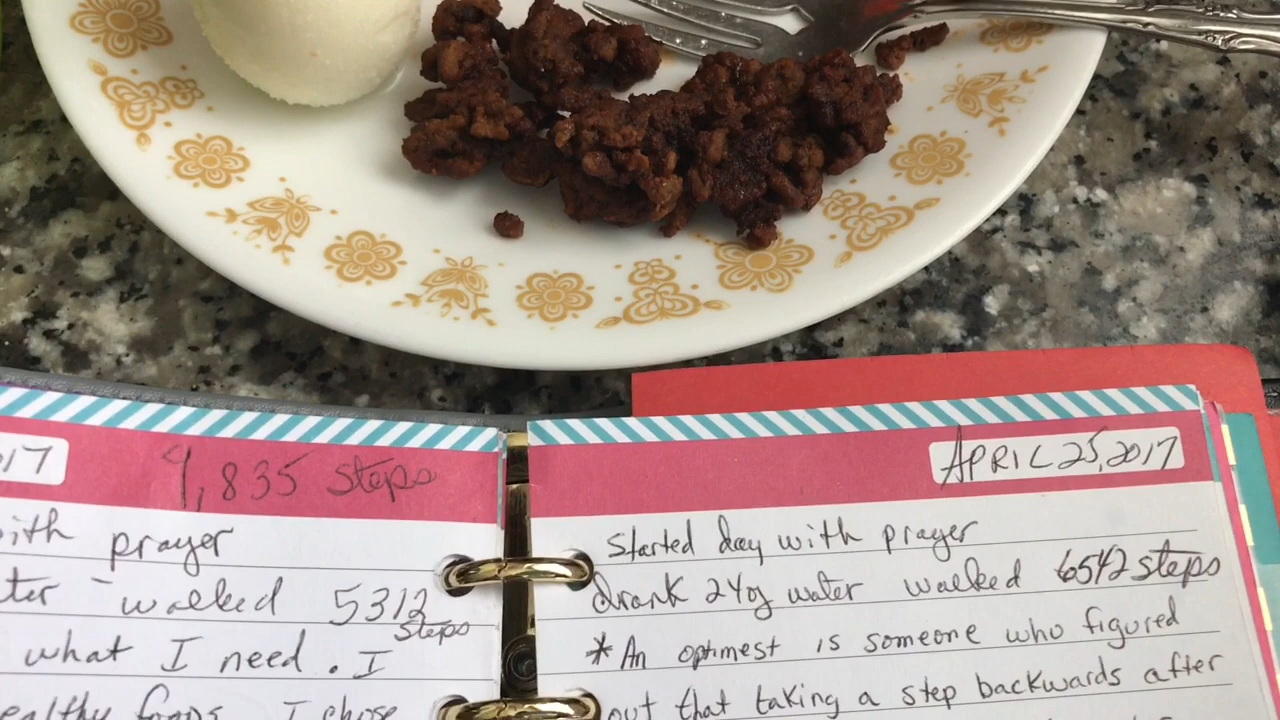 17
9,835 steps
ith prayer
ter - walked 5312
steps
what I need. I
ealthy foods I chose
APRIL 25, 2017
Started day with prayer
drank 24oz water walked 6542 steps
* An optimest is someone who figured
out that taking a step backwards after